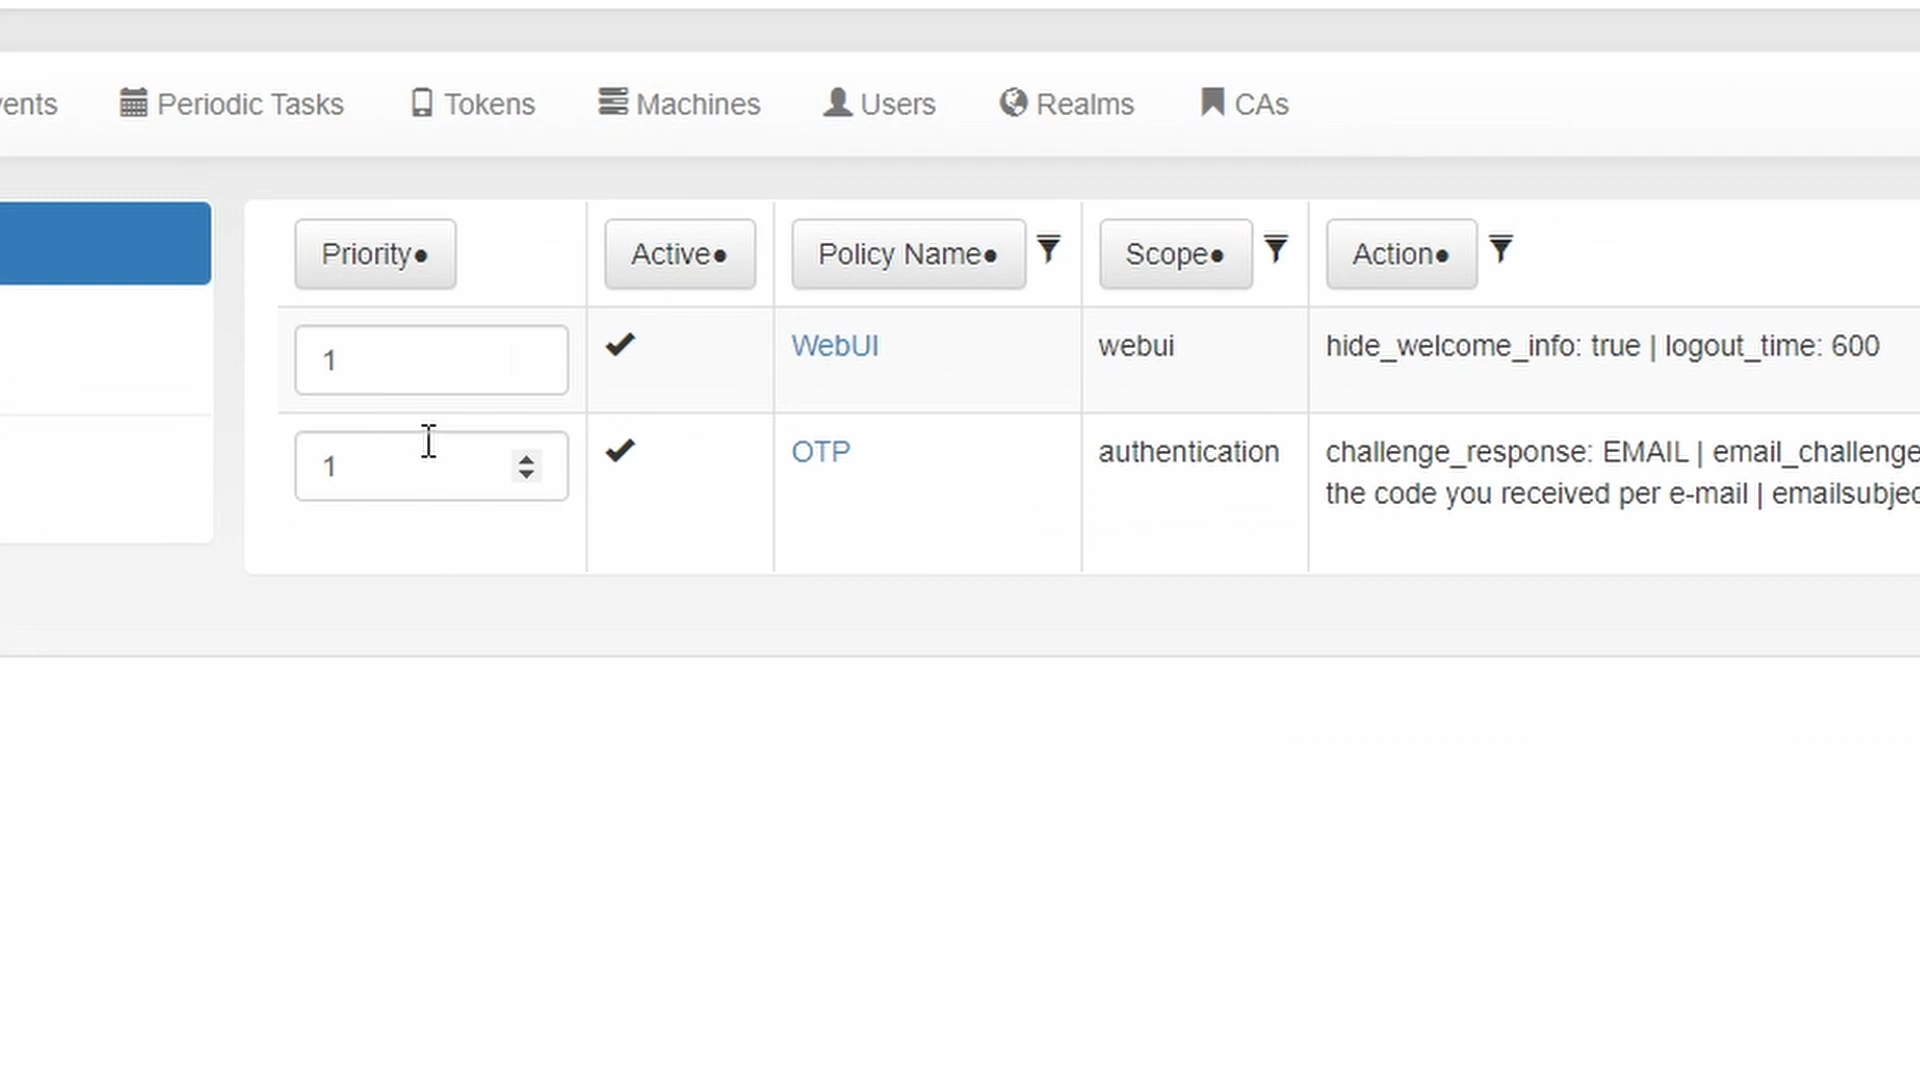 vents Periodic Tasks Tokens Machines Users Realms CAs
Priority● Active● Policy Name● Scope● Action●
1 WebUI webui hide_welcome_info: true | logout_time: 600
1 OTP authentication challenge_response: EMAIL | email_challenge
the code you received per e-mail | emailsubjec